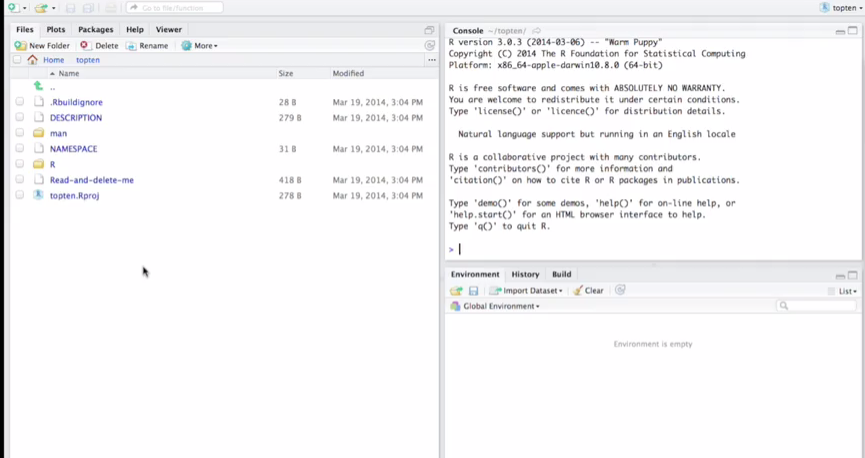 Go to file/function
topten
Files Plots Packages Help Viewer
New Folder Delete Rename More
Home topten
Name Size Modified
..
.Rbuildignore 28 B Mar 19, 2014, 3:04 PM
DESCRIPTION 279 B Mar 19, 2014, 3:04 PM
man
NAMESPACE 31 B Mar 19, 2014, 3:04 PM
R
Read-and-delete-me 418 B Mar 19, 2014, 3:04 PM
topten.Rproj 278 B Mar 19, 2014, 3:04 PM
Console ~/topten/
R version 3.0.3 (2014-03-06) -- "Warm Puppy"
Copyright (C) 2014 The R Foundation for Statistical Computing
Platform: x86_64-apple-darwin10.8.0 (64-bit)
R is free software and comes with ABSOLUTELY NO WARRANTY.
You are welcome to redistribute it under certain conditions.
Type 'license()' or 'licence()' for distribution details.
Natural language support but running in an English locale
R is a collaborative project with many contributors.
Type 'contributors()' for more information and
'citation()' on how to cite R or R packages in publications.
Type 'demo()' for some demos, 'help()' for on-line help, or
'help.start()' for an HTML browser interface to help.
Type 'q()' to quit R.
>
Environment History Build
Import Dataset Clear List
Global Environment
Environment is empty